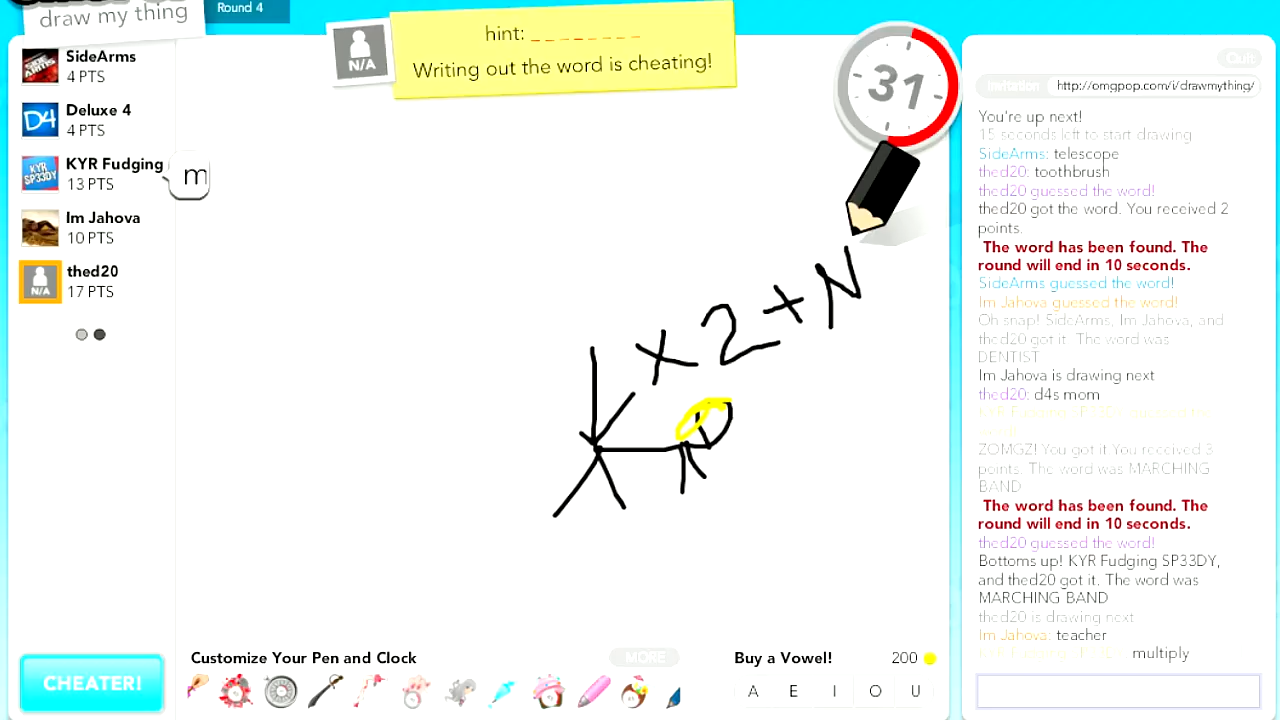 draw my thing
Round 4
hint: _ _ _ _ _ _ _ _
Writing out the word is cheating!
N/A
31
SideArms
4 PTS
Deluxe 4
4 PTS
D4
KYR Fudging
13 PTS
KYR
SP33DY
m
Im Jahova
10 PTS
thed20
17 PTS
N/A
x 2 + N
Quit
Invitation
http://omgpop.com/i/drawmything/
You're up next!
15 seconds left to start drawing
SideArms: telescope
thed20: toothbrush
thed20 guessed the word!
thed20 got the word. You received 2
points.
The word has been found. The
round will end in 10 seconds.
SideArms guessed the word!
Im Jahova guessed the word!
Oh snap! SideArms, Im Jahova, and
thed20 got it. The word was
DENTIST
Im Jahova is drawing next
thed20: d4s mom
ZOMGZ! You got it You received 3
points. The word was MARCHING
BAND
The word has been found. The
round will end in 10 seconds.
thed20 guessed the word!
Bottoms up! KYR Fudging SP33DY,
and thed20 got it. The word was
MARCHING BAND
thed20 is drawing next
Im Jahova: teacher
multiply
CHEATER!
Customize Your Pen and Clock
MORE
Buy a Vowel!
200
A E I O U